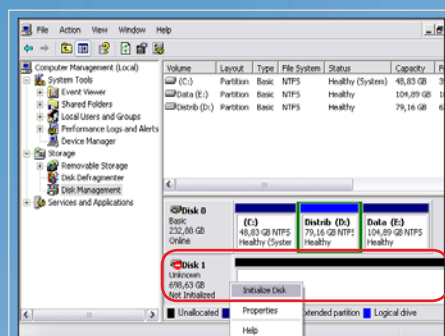 File Action View Window Help
Computer Management (Local)
System Tools
Event Viewer
Shared Folders
Local Users and Groups
Performance Logs and Alerts
Device Manager
Storage
Removable Storage
Disk Defragmenter
Disk Management
Services and Applications
Volume Layout Type File System Status Capacity
(C:) Partition Basic NTFS Healthy (System) 48,83 GB
Data (E:) Partition Basic NTFS Healthy 104,89 GB
Distrib (D:) Partition Basic NTFS Healthy 79,16 GB
Disk 0
Basic
232,88 GB
Online
(C:)
48,83 GB NTFS
Healthy (Syster
Distrib (D:)
79,16 GB NTFS
Healthy
Data (E:)
104,89 GB NTFS
Healthy
Disk 1
Unknown
698,63 GB
Not Initialized
Initialize Disk
Properties
Help
Unallocated
xtended partition Logical drive